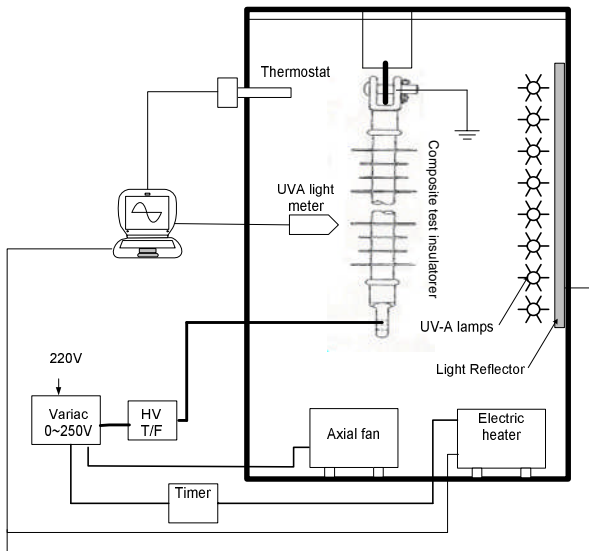 Thermostat
UVA light
meter
Composite test insulatorer
UV-A lamps
Light Reflector
220V
Variac
0~250V
HV
T/F
Axial fan
Electric
heater
Timer